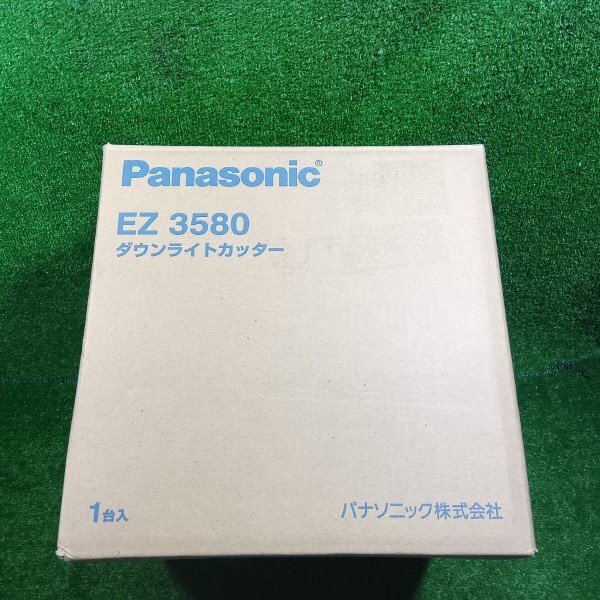 Panasonic®
EZ 3580
ダウンライトカッター
1台入
パナソニック株式会社